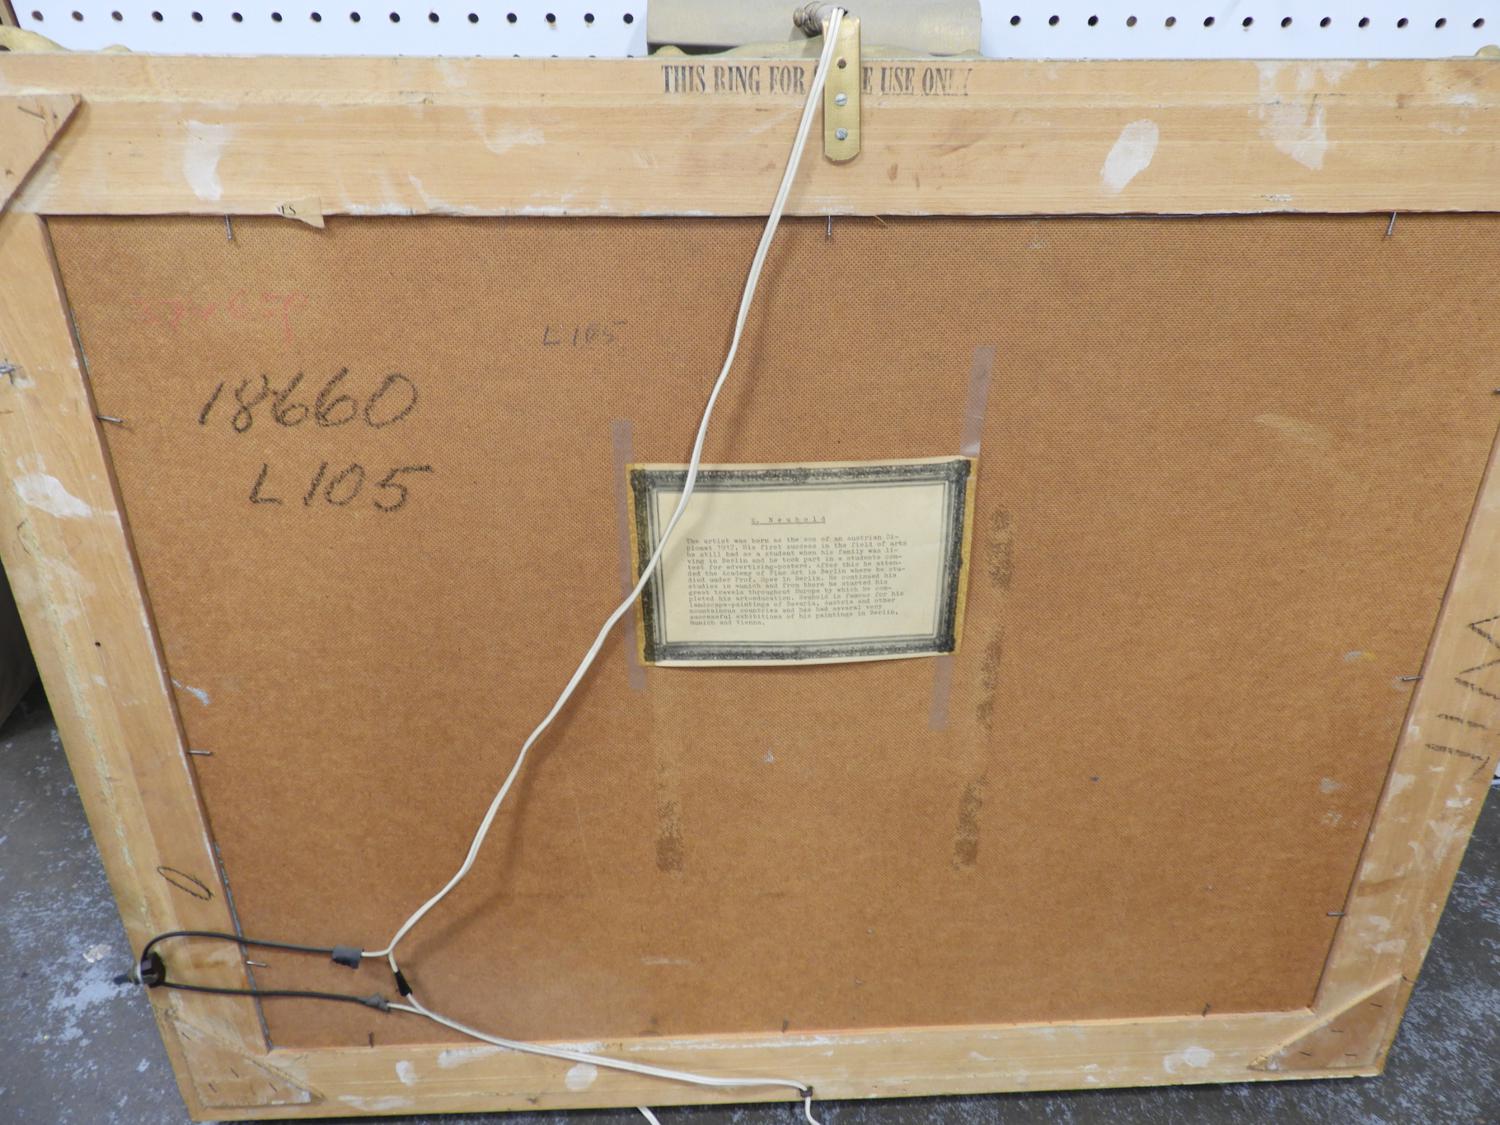 THIS RING FOR USE ONLY
L105
18660
L105
Neuhold
The artist was born as the son of an Austrian Di-
plomat 1912. His first success in the field of arts
he still had as a student when his family was li-
ving in Berlin and he took part in a students con-
test for advertizing-posters. After this he atten-
ded the Academy of Fine Art in Berlin where he stu-
died under Prof. in Berlin. He continued his
studies in Munich and from there he started his
great travels throughout Europe by which he com-
pleted his art-education. Neuhold is famous for his
landscape-paintings of Bavaria, Austria and other
mountainous countries and has had several very
successful exhibitions of his paintings in Berlin,
Munich and Vienna.